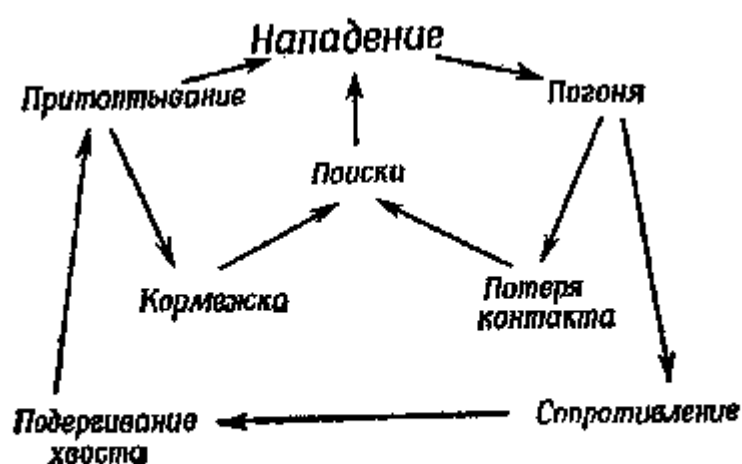 Нападение
Притоптывание
Погоня
Поиски
Кормежка
Потеря
контакта
Подергивание
хвоста
Сопротивление